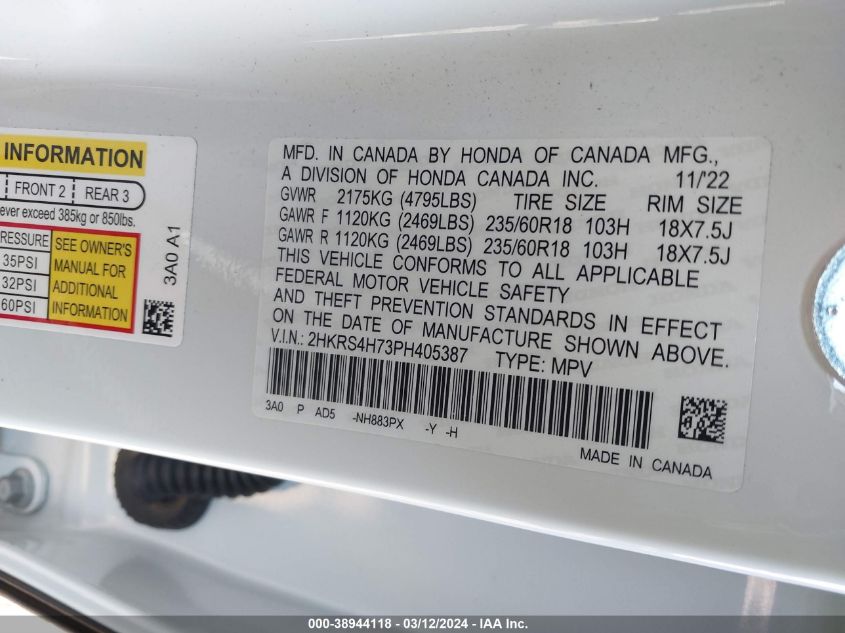 INFORMATION
FRONT 2 REAR 3
ever exceed 385kg or 850lbs.
RESSURE SEE OWNER'S
35PSI MANUAL FOR
32PSI ADDITIONAL
60PSI INFORMATION
3A0 A1
MFD. IN CANADA BY HONDA OF CANADA MFG.,
A DIVISION OF HONDA CANADA INC. 11/'22
GVWR 2175KG (4795LBS) TIRE SIZE RIM SIZE
GAWR F 1120KG (2469LBS) 235/60R18 103H 18X7.5J
GAWR R 1120KG (2469LBS) 235/60R18 103H 18X7.5J
THIS VEHICLE CONFORMS TO ALL APPLICABLE
FEDERAL MOTOR VEHICLE SAFETY
AND THEFT PREVENTION STANDARDS IN EFFECT
ON THE DATE OF MANUFACTURE SHOWN ABOVE.
V.I.N.: 2HKRS4H73PH405387 TYPE: MPV
3A0 P AD5 -NH883PX -Y -H
MADE IN CANADA
000-38944118 - 03/12/2024 - IAA Inc.